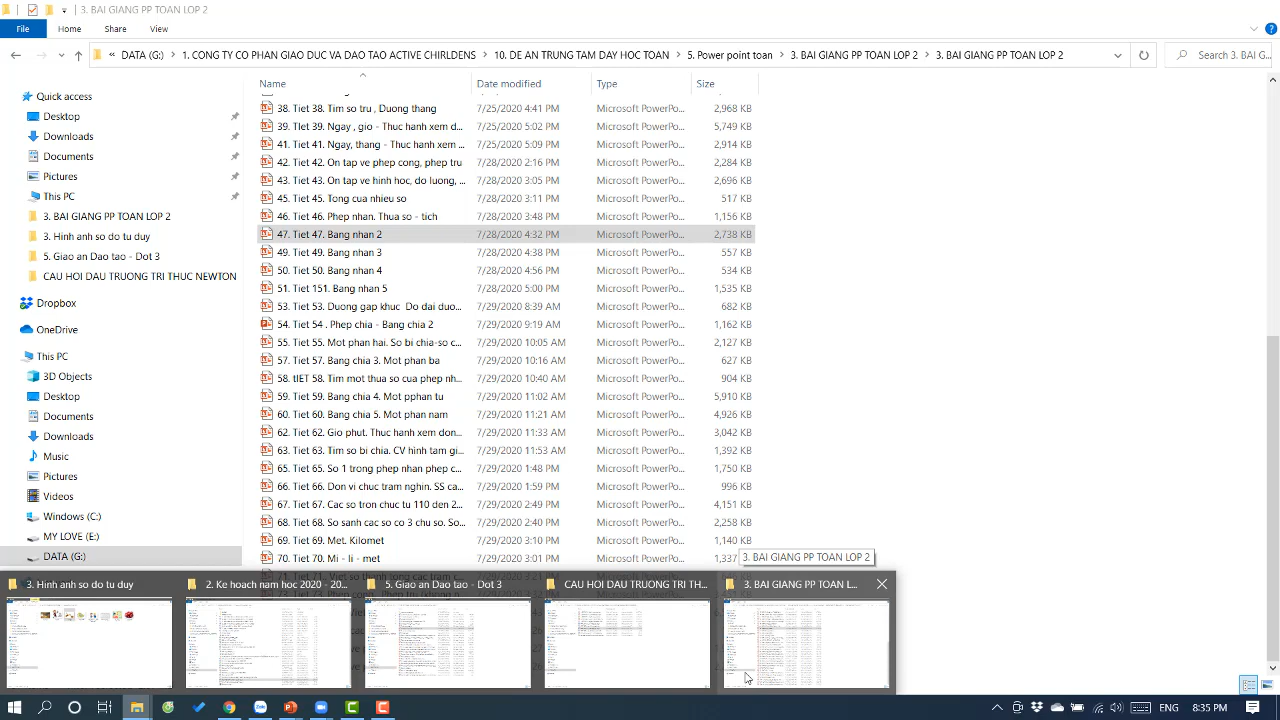 3. BAI GIANG PP TOAN LOP 2
File Home Share View
« DATA (G:) › 1. CONG TY CO PHAN GIAO DUC VA DAO TAO ACTIVE CHIRLDENS › 10. DE AN TRUNG TAM DAY HOC TOAN › 5. Power point toan › 3. BAI GIANG PP TOAN LOP 2 › 3. BAI GIANG PP TOAN LOP 2
Search 3. BAI G...
Name Date modified Type Size
Quick access
Desktop
Downloads
Documents
Pictures
This PC
3. BAI GIANG PP TOAN LOP 2
3. Hinh anh so do tu duy
5. Giao an Dao tao - Dot 3
CAU HOI DAU TRUONG TRI THUC NEWTON
Dropbox
OneDrive
This PC
3D Objects
Desktop
Documents
Downloads
Music
Pictures
Videos
Windows (C:)
MY LOVE (E:)
DATA (G:)
38. Tiet 38. Tim so tru , Duong thang 7/25/2020 4:41 PM Microsoft PowerPo... 2,968 KB
39. TIet 39. Ngay , gio - Thuc hanh xem d... 7/25/2020 5:02 PM Microsoft PowerPo... 5,749 KB
41. Tiet 41. Ngay, thang - Thuc hanh xem ... 7/25/2020 5:09 PM Microsoft PowerPo... 2,914 KB
42. Tiet 42. On tap ve phep cong, phep tru 7/28/2020 2:16 PM Microsoft PowerPo... 2,284 KB
43. Tiet 43. On tap ve hinh hoc, do luong, ... 7/28/2020 3:05 PM Microsoft PowerPo... 2,696 KB
45. Tiet 45. Tong cua nhieu so 7/28/2020 3:11 PM Microsoft PowerPo... 517 KB
46. Tiet 46. Phep nhan. Thua so - tich 7/28/2020 3:48 PM Microsoft PowerPo... 1,156 KB
47. Tiet 47. Bang nhan 2 7/28/2020 4:32 PM Microsoft PowerPo... 2,738 KB
49. Tiet 49. Bang nhan 3 7/28/2020 4:38 PM Microsoft PowerPo... 557 KB
50. Tiet 50. Bang nhan 4 7/28/2020 4:56 PM Microsoft PowerPo... 534 KB
51. Tiet 151. Bang nhan 5 7/28/2020 5:00 PM Microsoft PowerPo... 1,535 KB
53. Tiet 53. Duong gap khuc Do dai duo... 7/29/2020 8:39 AM Microsoft PowerPo... 682 KB
54. Tiet 54 . Phep chia - Bang chia 2 7/29/2020 9:19 AM Microsoft PowerPo... 1,162 KB
55. Tiet 55. Mot phan hai. So bi chia-so c... 7/29/2020 10:05 AM Microsoft PowerPo... 2,127 KB
57. Tiet 57. Bang chia 3. Mot phan ba 7/29/2020 10:16 AM Microsoft PowerPo... 627 KB
58. tIET 58. Tim mot thua so cua phep nh... 7/29/2020 10:40 AM Microsoft PowerPo... 904 KB
59. Tiet 59. Bang chia 4. Mot pphan tu 7/29/2020 11:02 AM Microsoft PowerPo... 5,919 KB
60. Tiet 60. Bang chia 5. Mot phan nam 7/29/2020 11:21 AM Microsoft PowerPo... 4,926 KB
62. Tiet 62. Gio phut. Thuc hanh xem don... 7/29/2020 11:33 AM Microsoft PowerPo... 3,042 KB
63. Tiet 63. Tim so bi chia. CV hinh tam gi... 7/29/2020 11:53 AM Microsoft PowerPo... 1,392 KB
65. Tiet 65. So 1 trong phep nhan phep c... 7/29/2020 1:48 PM Microsoft PowerPo... 1,735 KB
66. Tiet 66. Don vi chuc tram nghin. SS ca... 7/29/2020 1:59 PM Microsoft PowerPo... 996 KB
67. Tiet 67. Cac so tron chuc tu 110 den 2... 7/29/2020 2:49 PM Microsoft PowerPo... 4,151 KB
68. Tiet 68. So sanh cac so co 3 chu so. So... 7/29/2020 2:40 PM Microsoft PowerPo... 2,258 KB
69. Tiet 69. Met. Kilomet 7/29/2020 3:10 PM Microsoft PowerPo... 1,140 KB
70. Tiet 70. Mi - li - met 7/29/2020 3:01 PM Microsoft PowerPo... 1,337
3. BAI GIANG PP TOAN LOP 2
3. Hinh anh so do tu duy
2. Ke hoach nam hoc 2020 - 20...
5. Giao an Dao tao - Dot 3
CAU HOI DAU TRUONG TRI TH...
3. BAI GIANG PP TOAN L...
ENG 8:35 PM